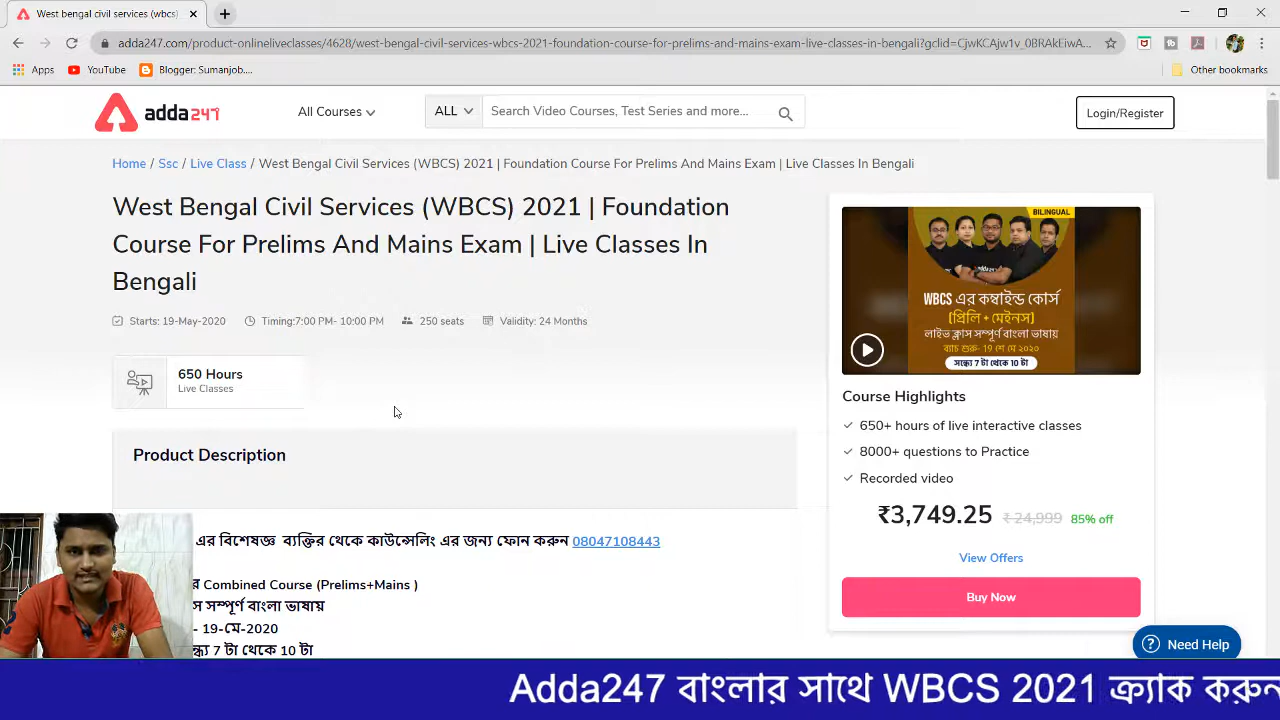 West bengal civil services (wbcs)
adda247.com/product-onlineliveclasses/4628/west-bengal-civil-services-wbcs-2021-foundation-course-for-prelims-and-mains-exam-live-classes-in-bengali?gclid=CjwKCAjw1v_0BRAkEiwA...
Apps YouTube Blogger: Sumanjob.... Other bookmarks
adda247 All Courses ALL Search Video Courses, Test Series and more... Login/Register
Home / Ssc / Live Class / West Bengal Civil Services (WBCS) 2021 | Foundation Course For Prelims And Mains Exam | Live Classes In Bengali
West Bengal Civil Services (WBCS) 2021 | Foundation
Course For Prelims And Mains Exam | Live Classes In
Bengali
Starts: 19-May-2020 Timing:7:00 PM- 10:00 PM 250 seats Validity: 24 Months
650 Hours
Live Classes
Product Description
এর বিশেষজ্ঞ ব্যক্তির থেকে কাউন্সেলিং এর জন্য ফোন করুন 08047108443
র Combined Course (Prelims+Mains )
স সম্পূর্ণ বাংলা ভাষায়
- 19-মে-2020
ন্ধ্যে 7 টা থেকে 10 টা
BILINGUAL
WBCS এর কম্বাইন্ড কোর্স
(প্রিলি + মেইনস)
লাইভ ক্লাস সম্পূর্ণ বাংলা ভাষায়
ব্যাচ শুরু- 19 শে মে ২০২০
সন্ধ্যে 7 টা থেকে 10 টা
Course Highlights
650+ hours of live interactive classes
8000+ questions to Practice
Recorded video
₹3,749.25 ₹ 24,999 85% off
View Offers
Buy Now
Need Help
Adda247 বাংলার সাথে WBCS 2021 ক্র্যাক করুন